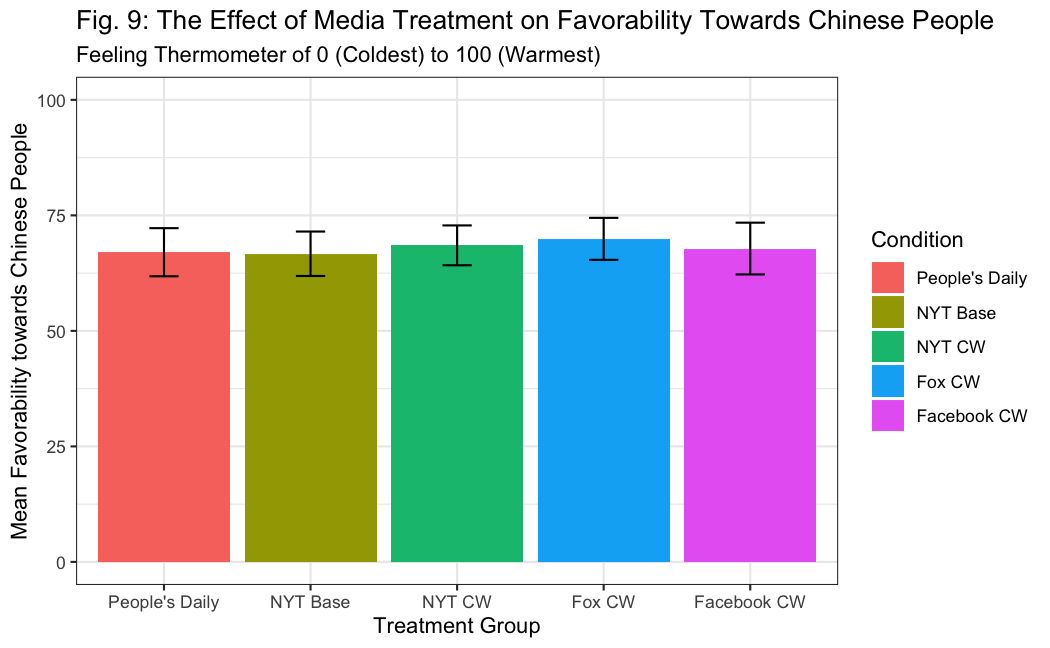 Fig. 9: The Effect of Media Treatment on Favorability Towards Chinese People
Feeling Thermometer of 0 (Coldest) to 100 (Warmest)
Mean Favorability towards Chinese People
100
75
50
25
0
People's Daily
NYT Base
NYT CW
Fox CW
Facebook CW
Treatment Group
Condition
People's Daily
NYT Base
NYT CW
Fox CW
Facebook CW